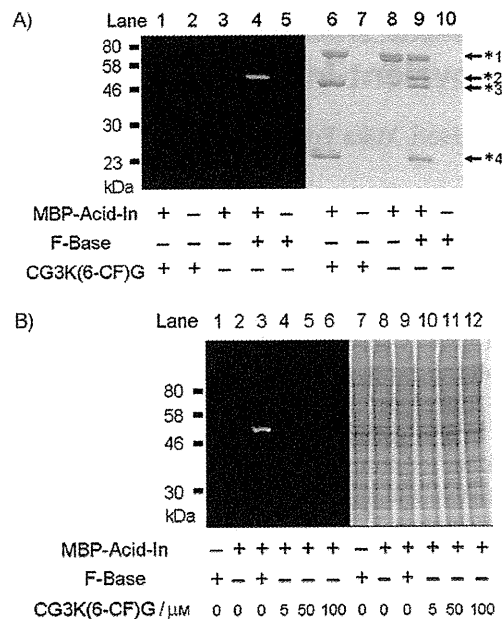 A)
Lane 1 2 3 4 5 6 7 8 9 10
80
58
46
30
23
kDa
*1
*2
*3
*4
MBP-Acid-In + − + + − + − + + −
F-Base − − − + + − − − + +
CG3K(6-CF)G + + − − − + + − − −
B)
Lane 1 2 3 4 5 6 7 8 9 10 11 12
80
58
46
30
kDa
MBP-Acid-In − + + + + + − + + + + +
F-Base + − + − − − + − + − − −
CG3K(6-CF)G / μM 0 0 0 5 50 100 0 0 0 5 50 100